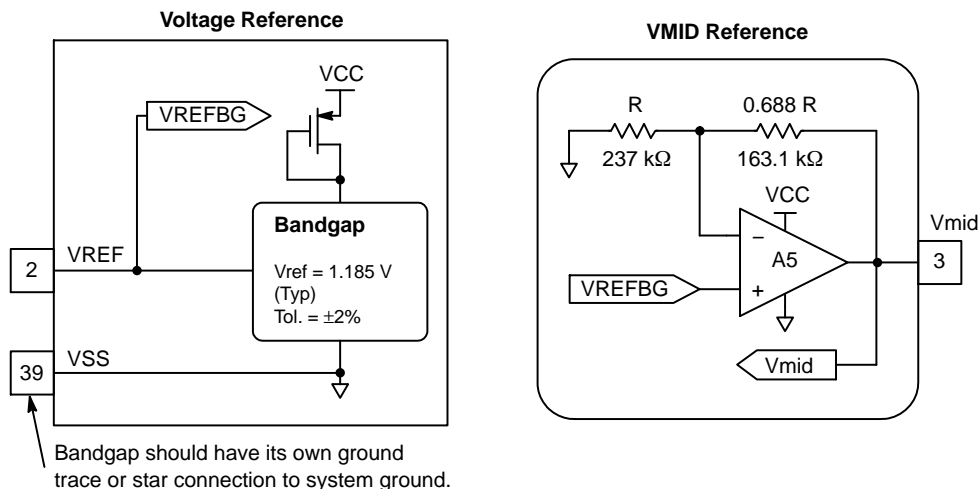 Voltage Reference
VCC
VREFBG
Bandgap
Vref = 1.185 V
(Typ)
Tol. = ±2%
2
VREF
39
VSS
Bandgap should have its own ground
trace or star connection to system ground.
VMID Reference
R
0.688 R
237 kΩ
163.1 kΩ
VCC
−
A5
+
VREFBG
Vmid
3
Vmid